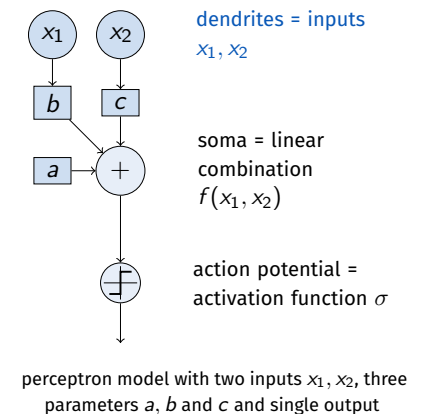 x₁ x₂
dendrites = inputs
x₁, x₂
b c
soma = linear
combination
f(x₁, x₂)
a +
action potential =
activation function σ
perceptron model with two inputs x₁, x₂, three
parameters a, b and c and single output